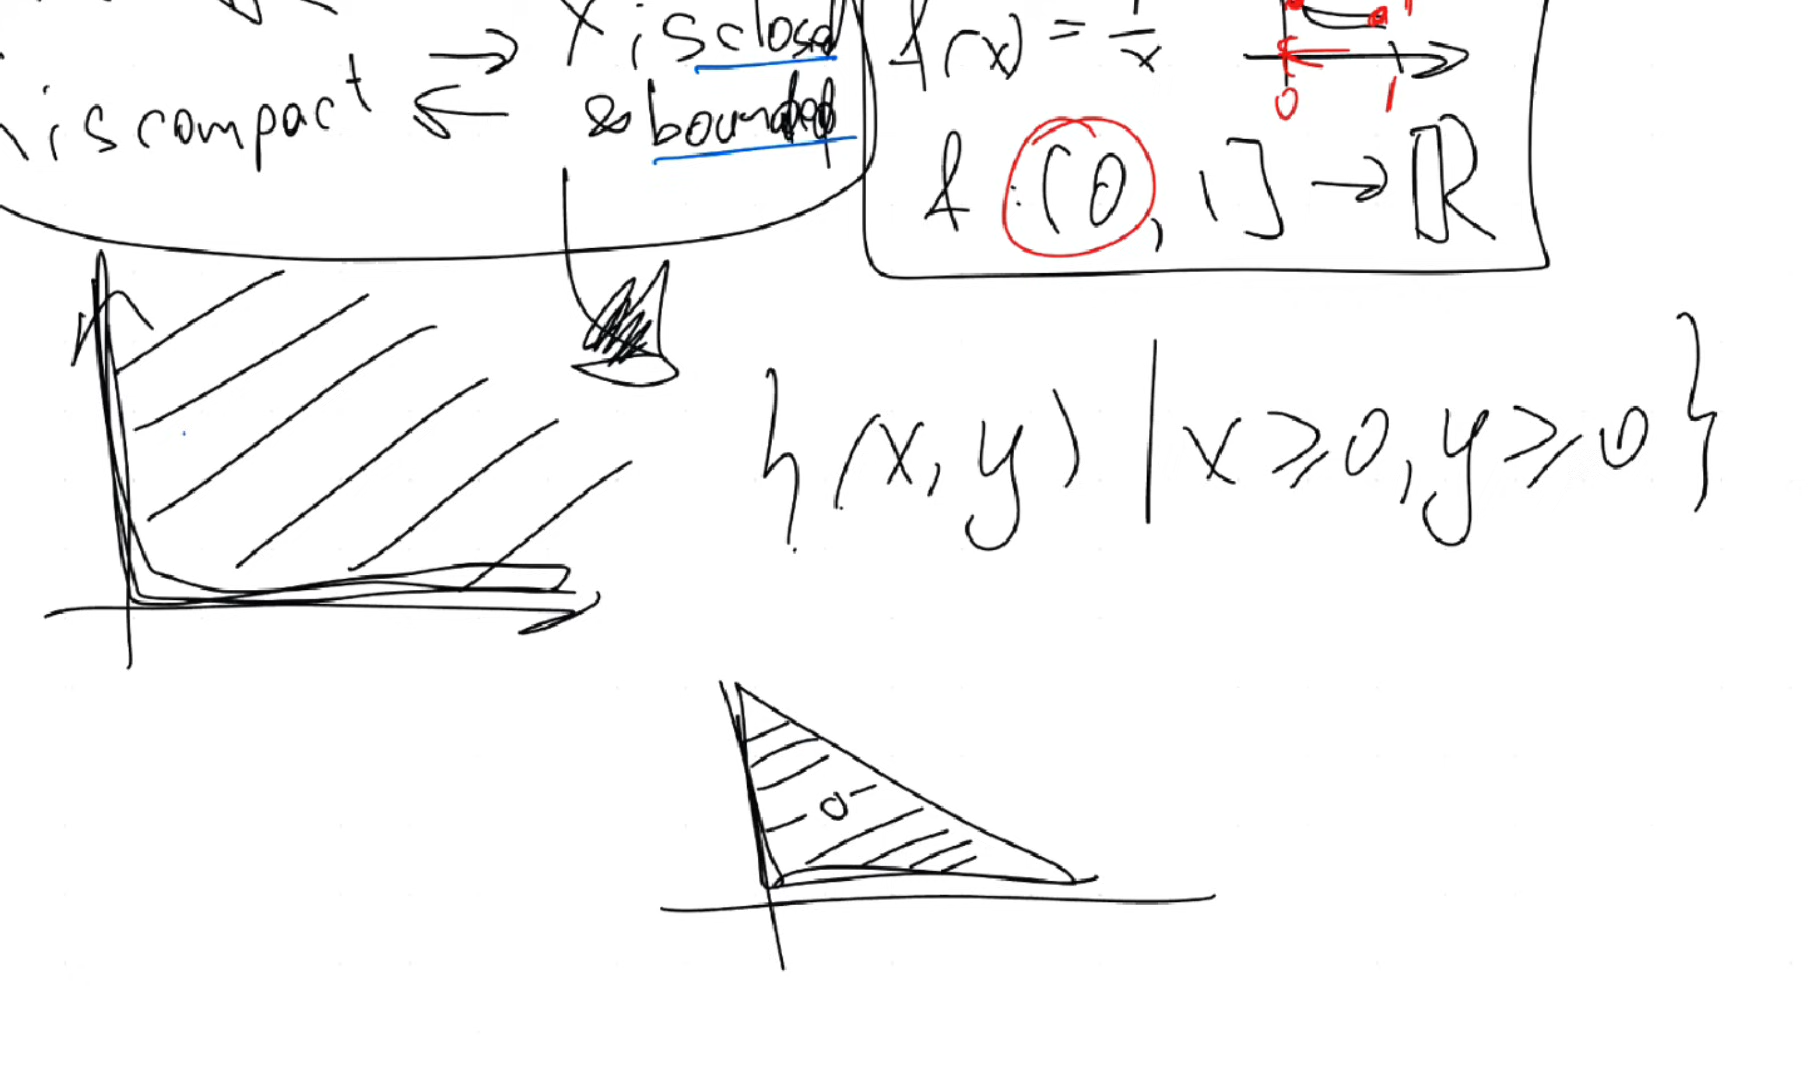 → X is closed
is compact ← & bounded
f(x) = 1/x
0 1
f : (0, 1] → ℝ
{(x, y) | x ≥ 0, y ≥ 0}